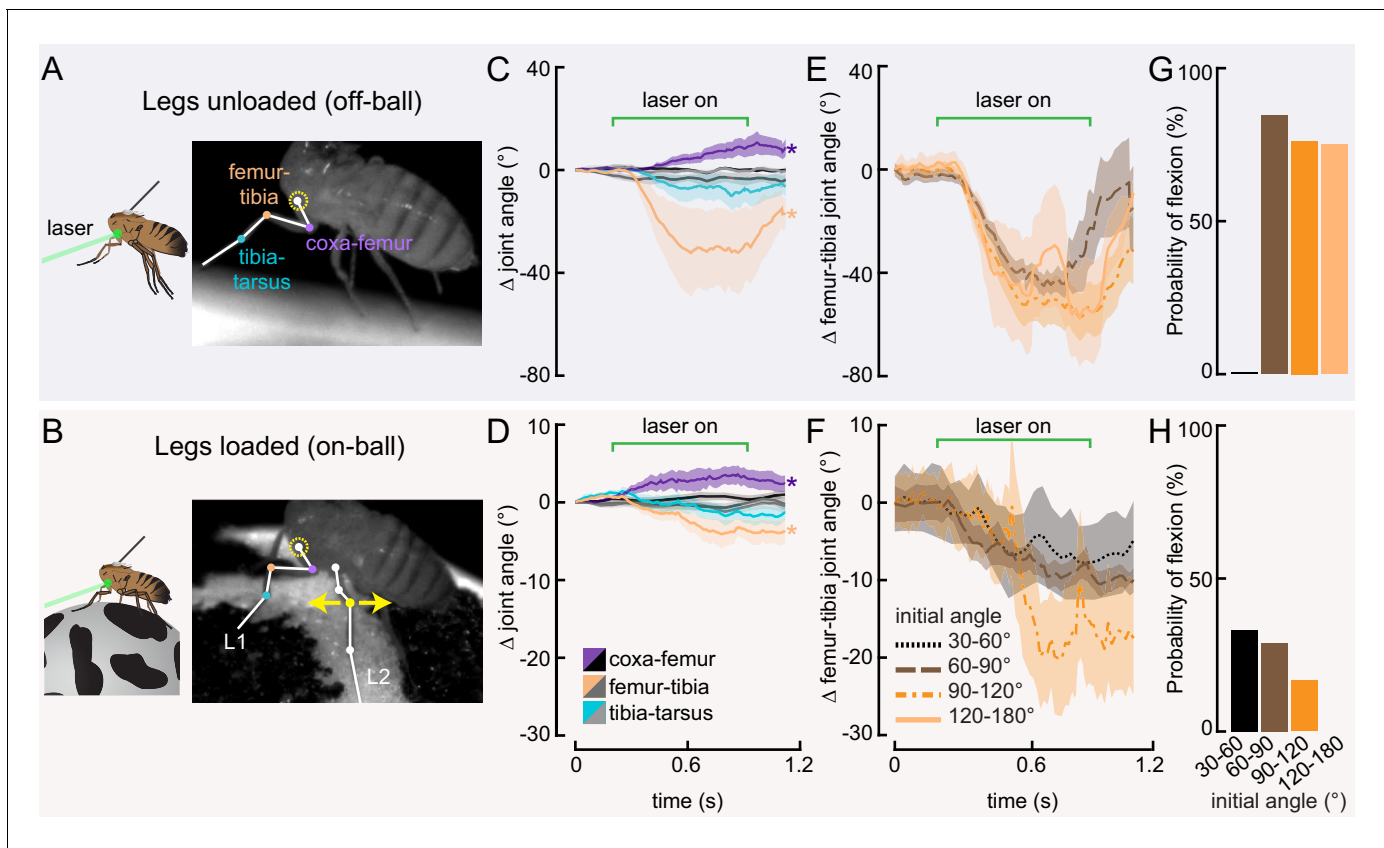 A
Legs unloaded (off-ball)
laser
femur-
tibia
coxa-femur
tibia-
tarsus
C
40
0
-40
-80
Δ joint angle (°)
laser on
*
*
E
40
0
-40
-80
Δ femur-tibia joint angle (°)
laser on
G
100
50
0
Probability of flexion (%)
B
Legs loaded (on-ball)
L1
L2
D
10
0
-10
-20
-30
Δ joint angle (°)
laser on
*
*
coxa-femur
femur-tibia
tibia-tarsus
0
0.6
1.2
time (s)
F
10
0
-10
-20
-30
Δ femur-tibia joint angle (°)
laser on
initial angle
30-60°
60-90°
90-120°
120-180°
0
0.6
1.2
time (s)
H
100
50
0
Probability of flexion (%)
30-60
60-90
90-120
120-180
initial angle (°)